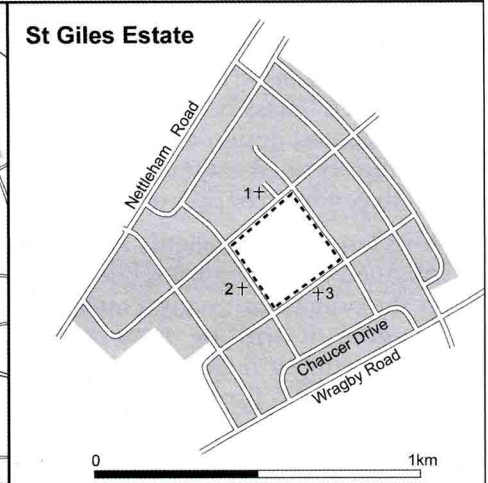 St Giles Estate
Nettleham Road
1
2
3
Chaucer Drive
Wragby Road
0
1km